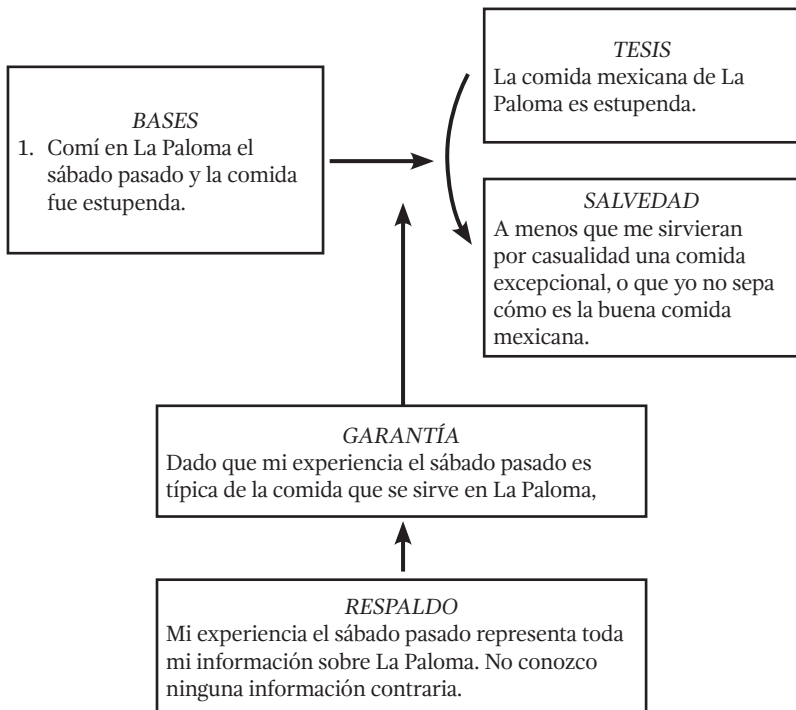 BASES
1. Comí en La Paloma el
sábado pasado y la comida
fue estupenda.
TESIS
La comida mexicana de La
Paloma es estupenda.
SALVEDAD
A menos que me sirvieran
por casualidad una comida
excepcional, o que yo no sepa
cómo es la buena comida
mexicana.
GARANTÍA
Dado que mi experiencia el sábado pasado es
típica de la comida que se sirve en La Paloma,
RESPALDO
Mi experiencia el sábado pasado representa toda
mi información sobre La Paloma. No conozco
ninguna información contraria.